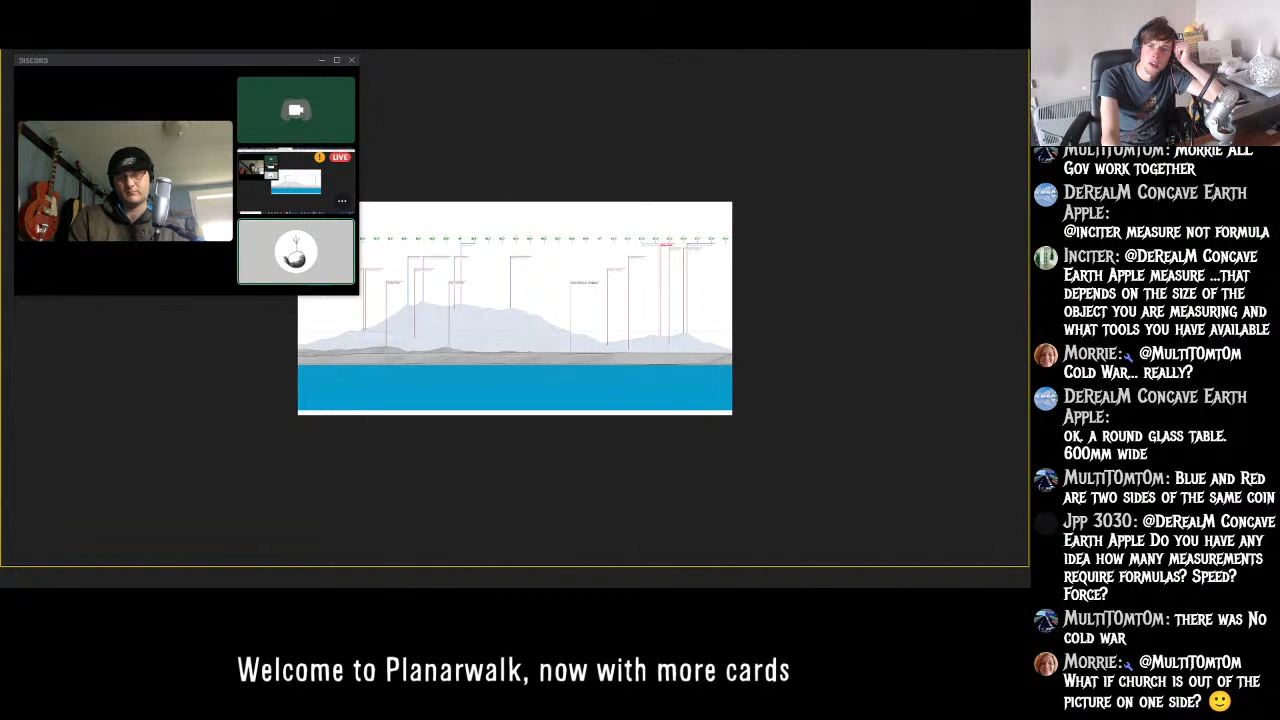 DISCORD
LIVE
Welcome to Planarwalk, now with more cards
MultiTOmtOm: Morrie all
Gov work together
DeRealM Concave Earth
Apple:
@Inciter measure not formula
Inciter: @DeRealM Concave
Earth Apple measure ...that
depends on the size of the
object you are measuring and
what tools you have available
Morrie: @MultiTOmtOm
Cold War... really?
DeRealM Concave Earth
Apple:
ok. a round glass table.
600mm wide
MultiTOmtOm: Blue and Red
are two sides of the same coin
Jpp 3030: @DeRealM Concave
Earth Apple Do you have any
idea how many measurements
require formulas? Speed?
Force?
MultiTOmtOm: there was No
cold war
Morrie: @MultiTOmtOm
What if church is out of the
picture on one side?